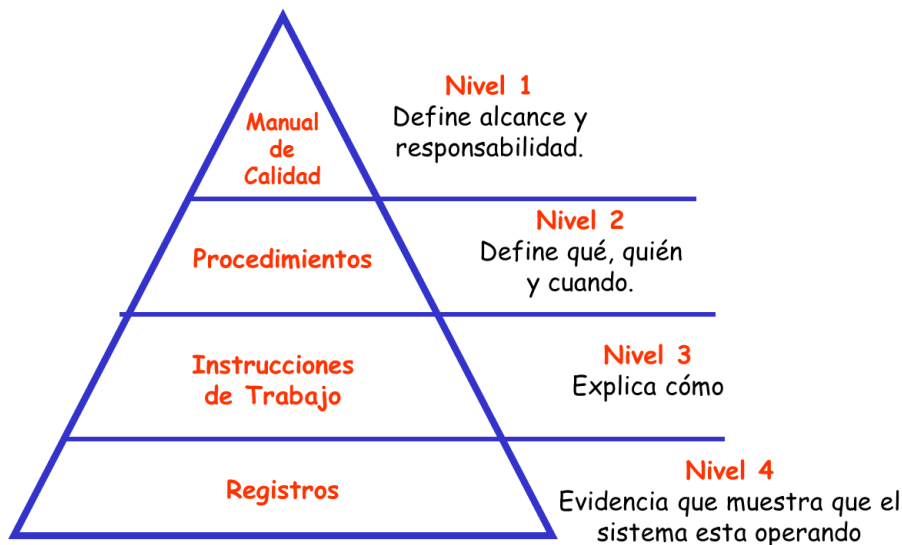 Manual
de
Calidad
Nivel 1
Define alcance y
responsabilidad.
Procedimientos
Nivel 2
Define qué, quién
y cuando.
Instrucciones
de Trabajo
Nivel 3
Explica cómo
Registros
Nivel 4
Evidencia que muestra que el
sistema esta operando